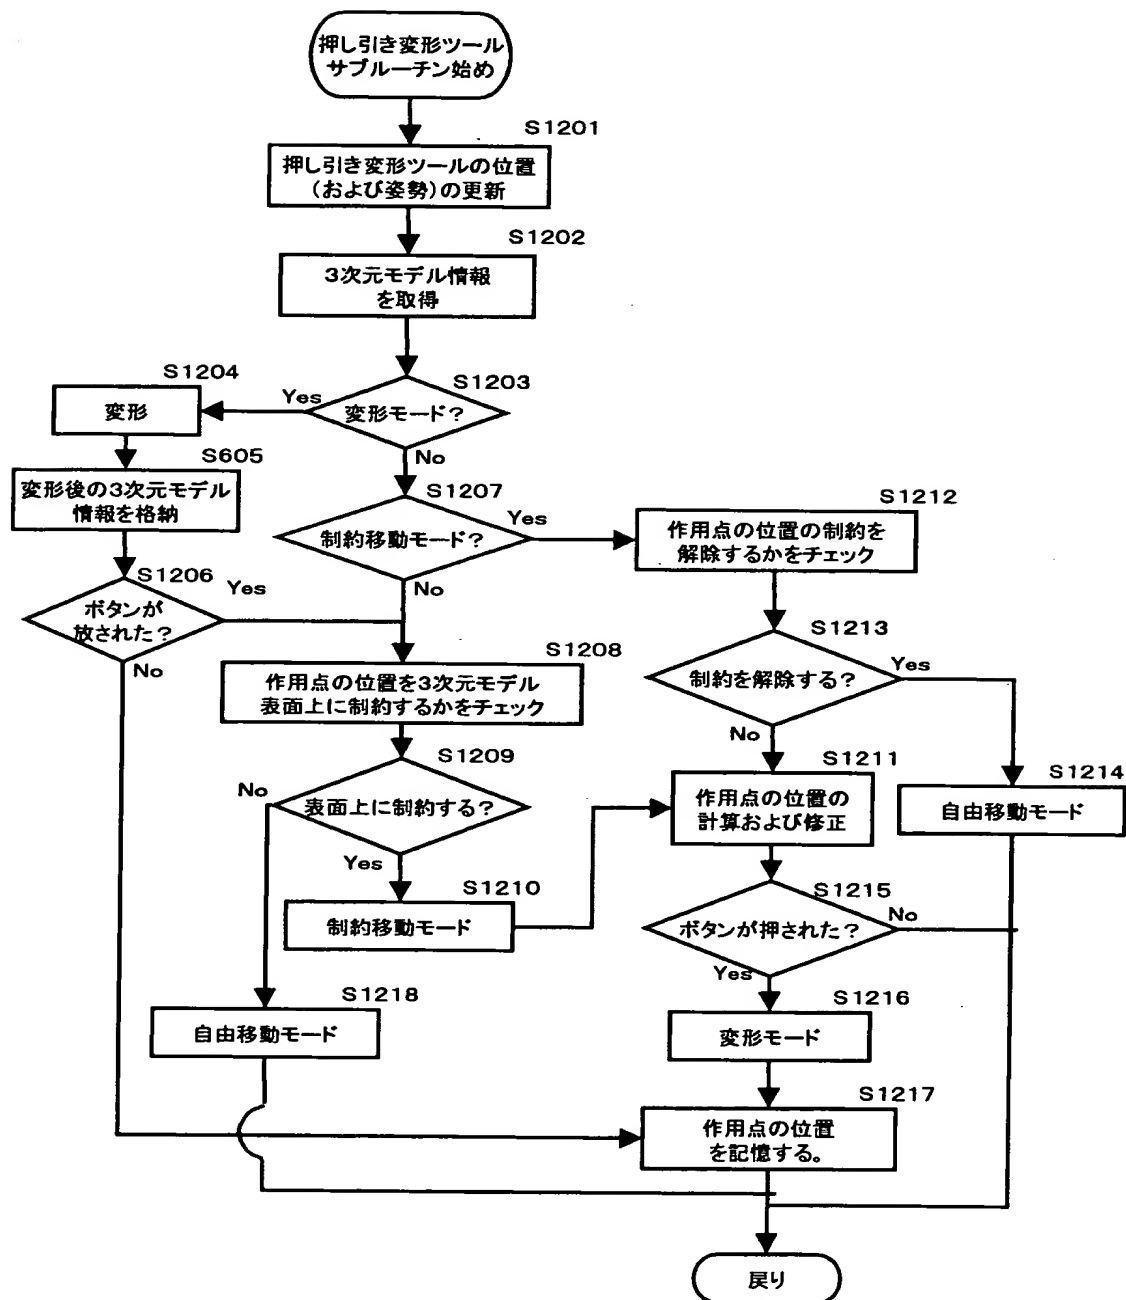 押し引き変形ツール
サブルーチン始め
S1201
押し引き変形ツールの位置
(および姿勢)の更新
S1202
3次元モデル情報
を取得
S1203
変形モード?
Yes
No
S1204
変形
S605
変形後の3次元モデル
情報を格納
S1206
ボタンが
放された?
Yes
No
S1207
制約移動モード?
Yes
No
S1212
作用点の位置の制約を
解除するかをチェック
S1213
制約を解除する?
Yes
No
S1208
作用点の位置を3次元モデル
表面上に制約するかをチェック
S1209
表面上に制約する?
No
Yes
S1210
制約移動モード
S1211
作用点の位置の
計算および修正
S1214
自由移動モード
S1215
ボタンが押された?
No
Yes
S1218
自由移動モード
S1216
変形モード
S1217
作用点の位置
を記憶する。
戻り